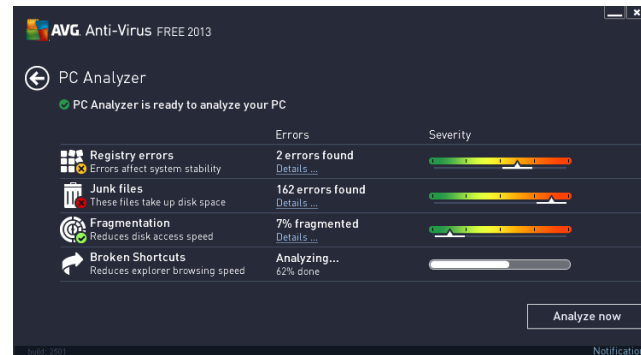 AVG. Anti-Virus FREE 2013
PC Analyzer
PC Analyzer is ready to analyze your PC
Errors Severity
Registry errors 2 errors found
Errors affect system stability Details ...
Junk files 162 errors found
These files take up disk space Details ...
Fragmentation 7% fragmented
Reduces disk access speed Details ...
Broken Shortcuts Analyzing...
Reduces explorer browsing speed 62% done
Analyze now
build: 2501 Notification